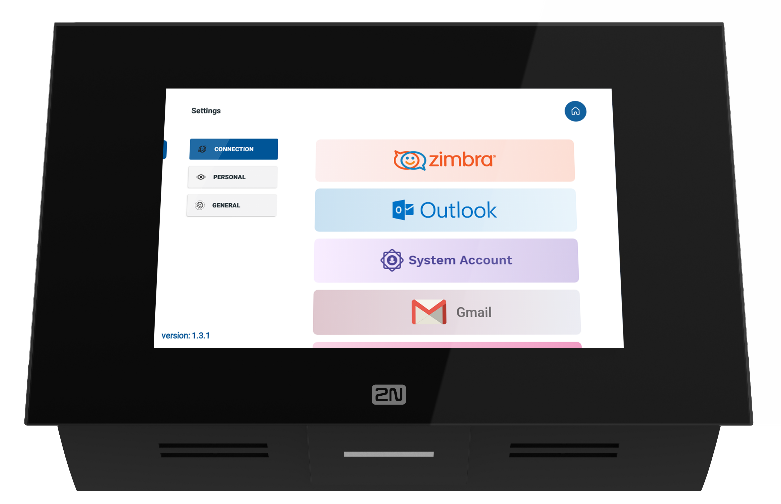 Settings
CONNECTION
PERSONAL
GENERAL
zimbra
Outlook
System Account
Gmail
version: 1.3.1
2N